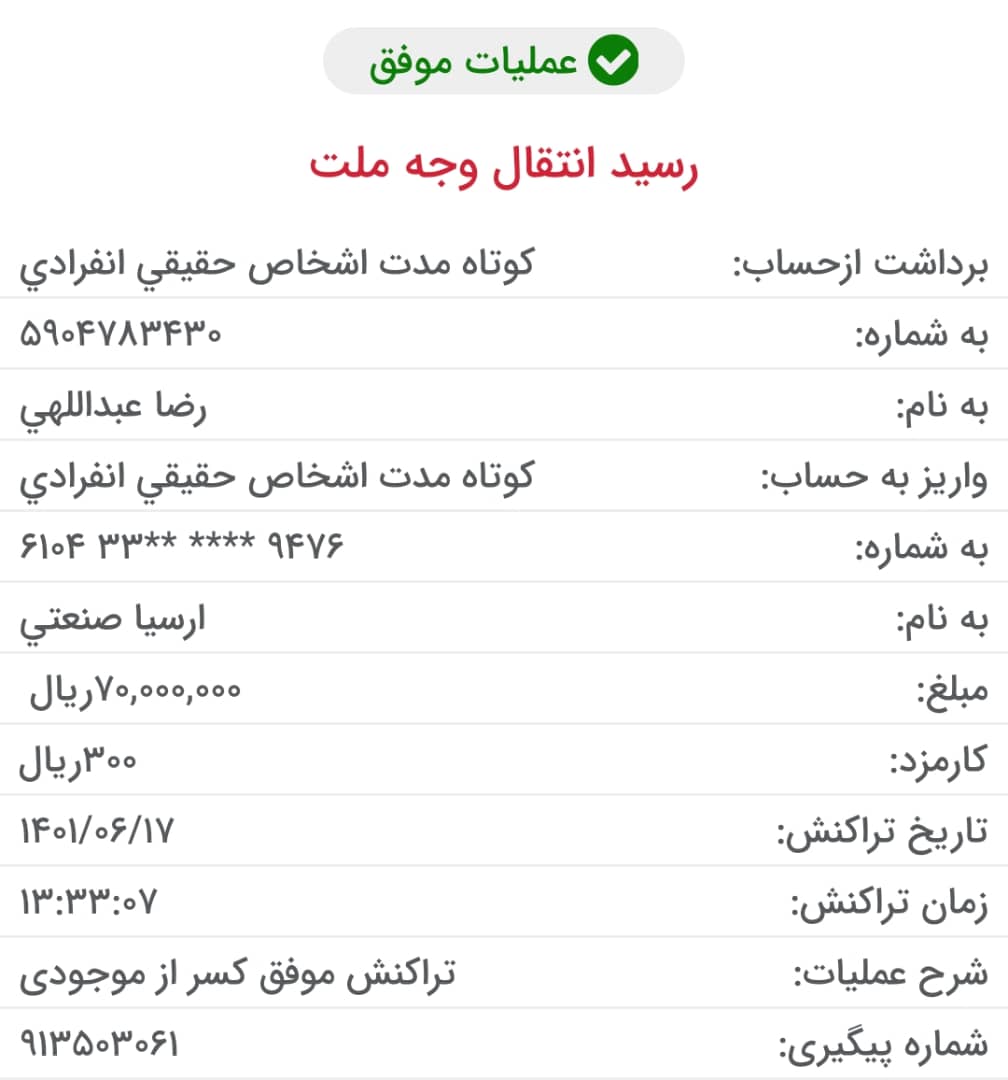 عملیات موفق
رسید انتقال وجه ملت
برداشت ازحساب: کوتاه مدت اشخاص حقيقي انفرادي
به شماره: ۵۹۰۴۷۸۳۴۳۰
به نام: رضا عبداللهي
واریز به حساب: کوتاه مدت اشخاص حقيقي انفرادي
به شماره: ۶۱۰۴ ۳۳** **** ۹۴۷۶
به نام: ارسيا صنعتي
مبلغ: ۷۰,۰۰۰,۰۰۰ریال
کارمزد: ۳۰۰ریال
تاریخ تراکنش: ۱۴۰۱/۰۶/۱۷
زمان تراکنش: ۱۳:۳۳:۰۷
شرح عملیات: تراکنش موفق کسر از موجودی
شماره پیگیری: ۹۱۳۵۰۳۰۶۱